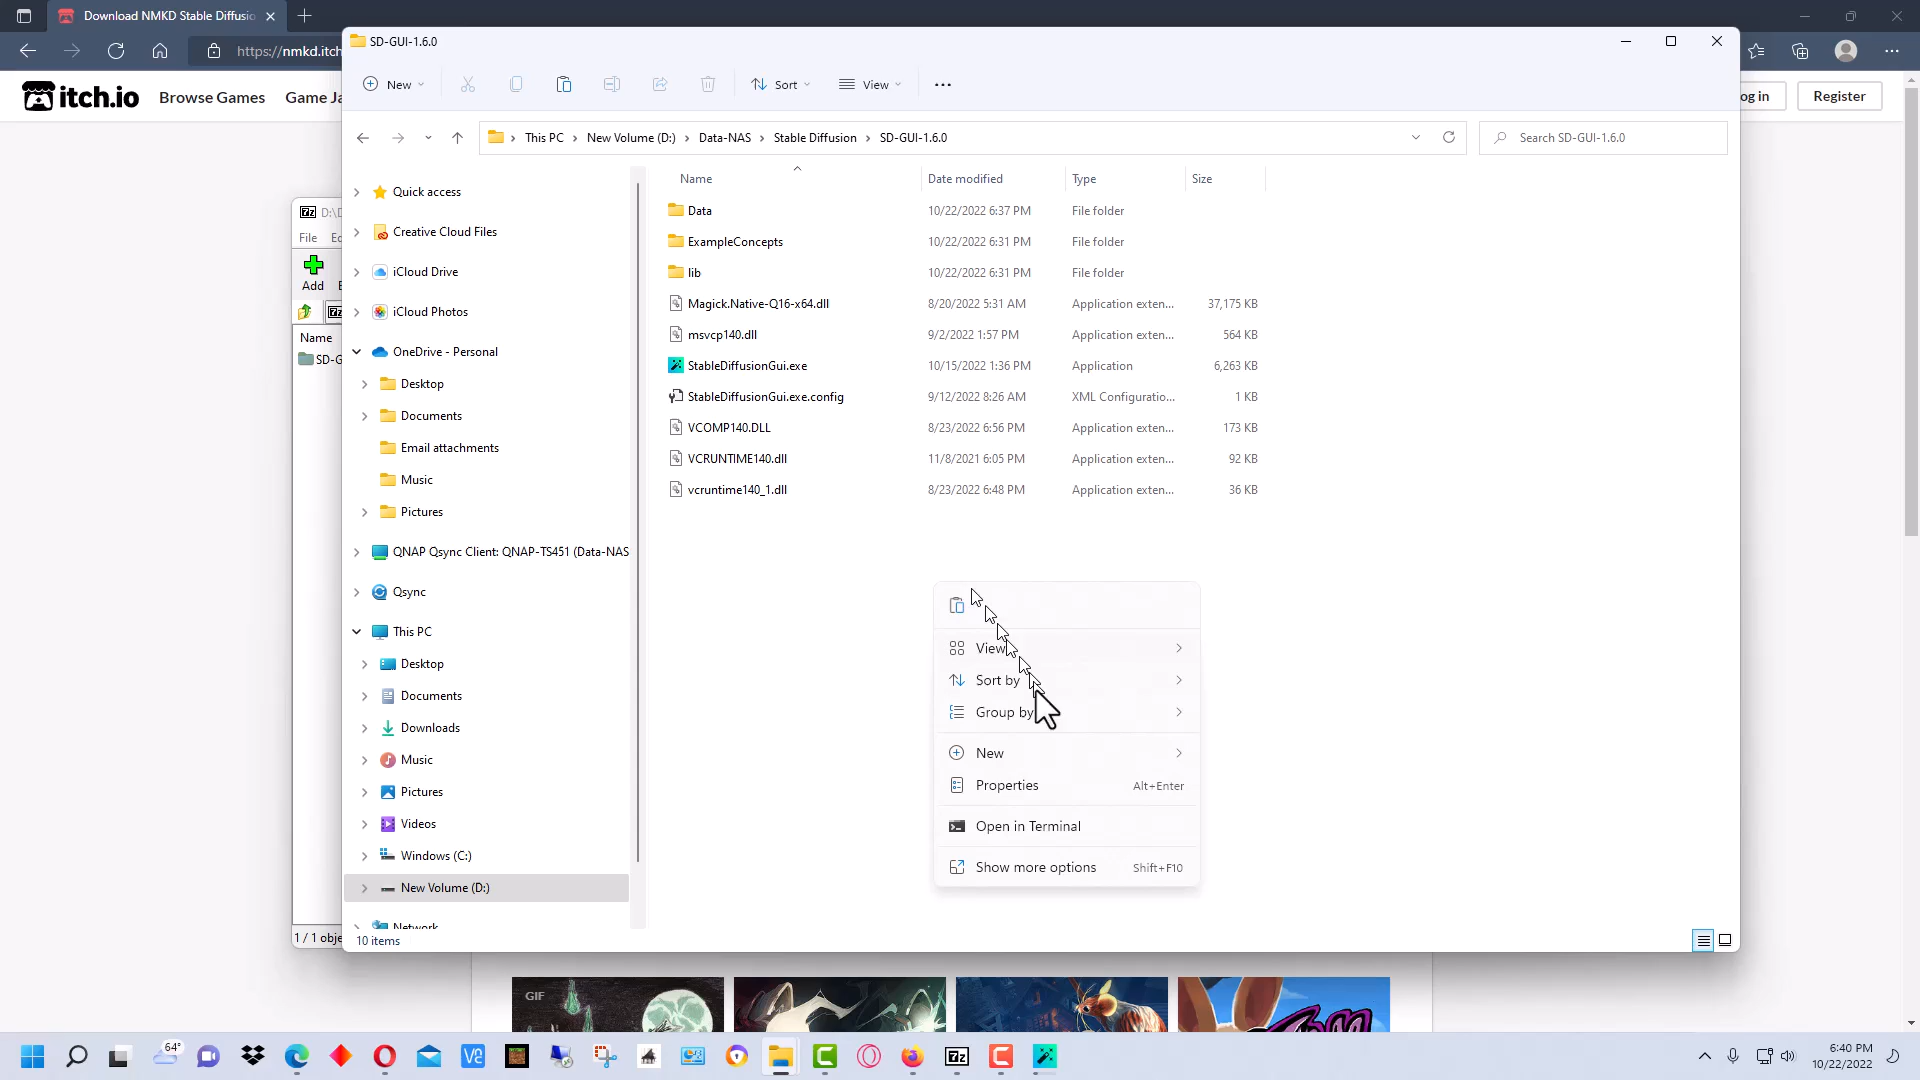 Download NMKD Stable Diffusio
https://nmkd.itch
itch.io
Browse Games
Game Ja
og in
Register
SD-GUI-1.6.0
New
Sort
View
This PC
New Volume (D:)
Data-NAS
Stable Diffusion
SD-GUI-1.6.0
Search SD-GUI-1.6.0
Name
Date modified
Type
Size
Data
10/22/2022 6:37 PM
File folder
ExampleConcepts
10/22/2022 6:31 PM
File folder
lib
10/22/2022 6:31 PM
File folder
Magick.Native-Q16-x64.dll
8/20/2022 5:31 AM
Application exten...
37,175 KB
msvcp140.dll
9/2/2022 1:57 PM
Application exten...
564 KB
StableDiffusionGui.exe
10/15/2022 1:36 PM
Application
6,263 KB
StableDiffusionGui.exe.config
9/12/2022 8:26 AM
XML Configuratio...
1 KB
VCOMP140.DLL
8/23/2022 6:56 PM
Application exten...
173 KB
VCRUNTIME140.dll
11/8/2021 6:05 PM
Application exten...
92 KB
vcruntime140_1.dll
8/23/2022 6:48 PM
Application exten...
36 KB
Quick access
Creative Cloud Files
iCloud Drive
iCloud Photos
OneDrive - Personal
Desktop
Documents
Email attachments
Music
Pictures
QNAP Qsync Client: QNAP-TS451 (Data-NAS
Qsync
This PC
Desktop
Documents
Downloads
Music
Pictures
Videos
Windows (C:)
New Volume (D:)
Network
10 items
View
Sort by
Group by
New
Properties
Alt+Enter
Open in Terminal
Show more options
Shift+F10
7z
D:\D
File
Ed
Add
E
Name
SD-G
1 / 1 obje
GIF
64°
7z
6:40 PM
10/22/2022